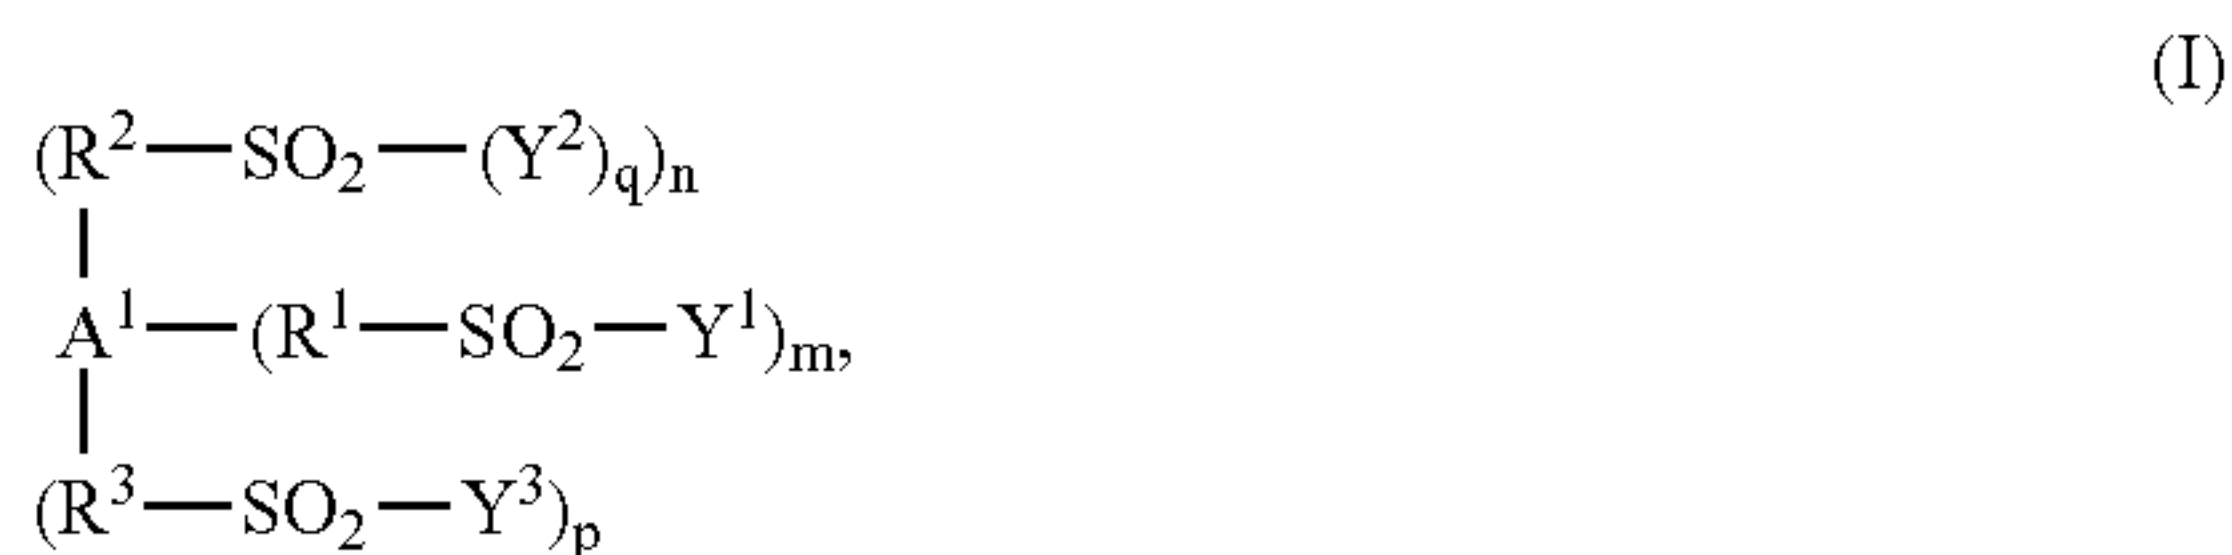 (I)
(R²—SO₂—(Y²)q)n
A¹—(R¹—SO₂—Y¹)m,
(R³—SO₂—Y³)p